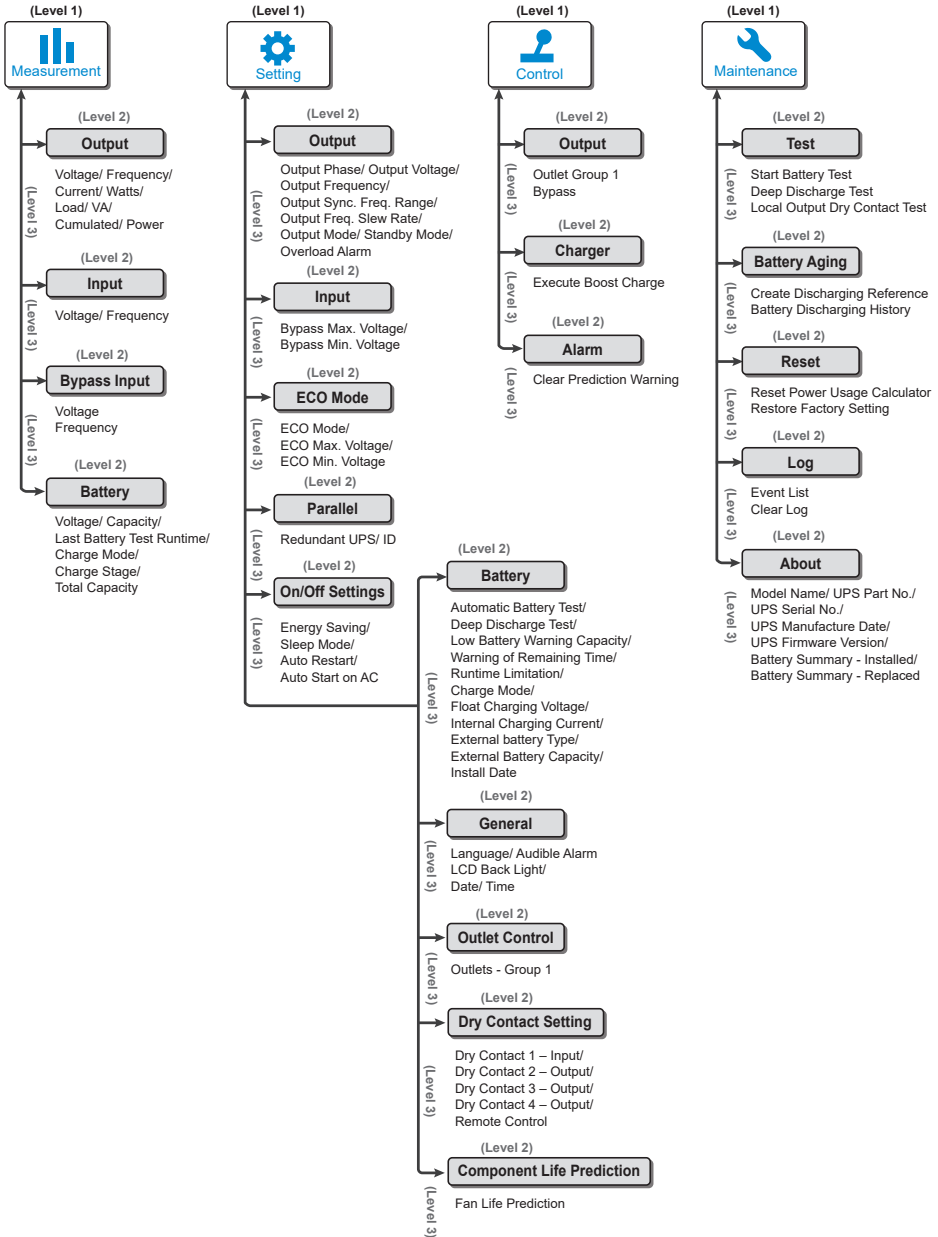 (Level 1)
Measurement
(Level 2)
Output
(Level 3)
Voltage/ Frequency/
Current/ Watts/
Load/ VA/
Cumulated/ Power
(Level 2)
Input
(Level 3)
Voltage/ Frequency
(Level 2)
Bypass Input
(Level 3)
Voltage
Frequency
(Level 2)
Battery
Voltage/ Capacity/
Last Battery Test Runtime/
Charge Mode/
Charge Stage/
Total Capacity
(Level 1)
Setting
(Level 2)
Output
(Level 3)
Output Phase/ Output Voltage/
Output Frequency/
Output Sync. Freq. Range/
Output Freq. Slew Rate/
Output Mode/ Standby Mode/
Overload Alarm
(Level 2)
Input
(Level 3)
Bypass Max. Voltage/
Bypass Min. Voltage
(Level 2)
ECO Mode
(Level 3)
ECO Mode/
ECO Max. Voltage/
ECO Min. Voltage
(Level 2)
Parallel
(Level 3)
Redundant UPS/ ID
(Level 2)
On/Off Settings
(Level 3)
Energy Saving/
Sleep Mode/
Auto Restart/
Auto Start on AC
(Level 2)
Battery
(Level 3)
Automatic Battery Test/
Deep Discharge Test/
Low Battery Warning Capacity/
Warning of Remaining Time/
Runtime Limitation/
Charge Mode/
Float Charging Voltage/
Internal Charging Current/
External battery Type/
External Battery Capacity/
Install Date
(Level 2)
General
(Level 3)
Language/ Audible Alarm
LCD Back Light/
Date/ Time
(Level 2)
Outlet Control
(Level 3)
Outlets - Group 1
(Level 2)
Dry Contact Setting
(Level 3)
Dry Contact 1 – Input/
Dry Contact 2 – Output/
Dry Contact 3 – Output/
Dry Contact 4 – Output/
Remote Control
(Level 2)
Component Life Prediction
(Level 3)
Fan Life Prediction
(Level 1)
Control
(Level 2)
Output
(Level 3)
Outlet Group 1
Bypass
(Level 2)
Charger
(Level 3)
Execute Boost Charge
(Level 2)
Alarm
(Level 3)
Clear Prediction Warning
(Level 1)
Maintenance
(Level 2)
Test
(Level 3)
Start Battery Test
Deep Discharge Test
Local Output Dry Contact Test
(Level 2)
Battery Aging
(Level 3)
Create Discharging Reference
Battery Discharging History
(Level 2)
Reset
(Level 3)
Reset Power Usage Calculator
Restore Factory Setting
(Level 2)
Log
(Level 3)
Event List
Clear Log
(Level 2)
About
(Level 3)
Model Name/ UPS Part No./
UPS Serial No./
UPS Manufacture Date/
UPS Firmware Version/
Battery Summary - Installed/
Battery Summary - Replaced